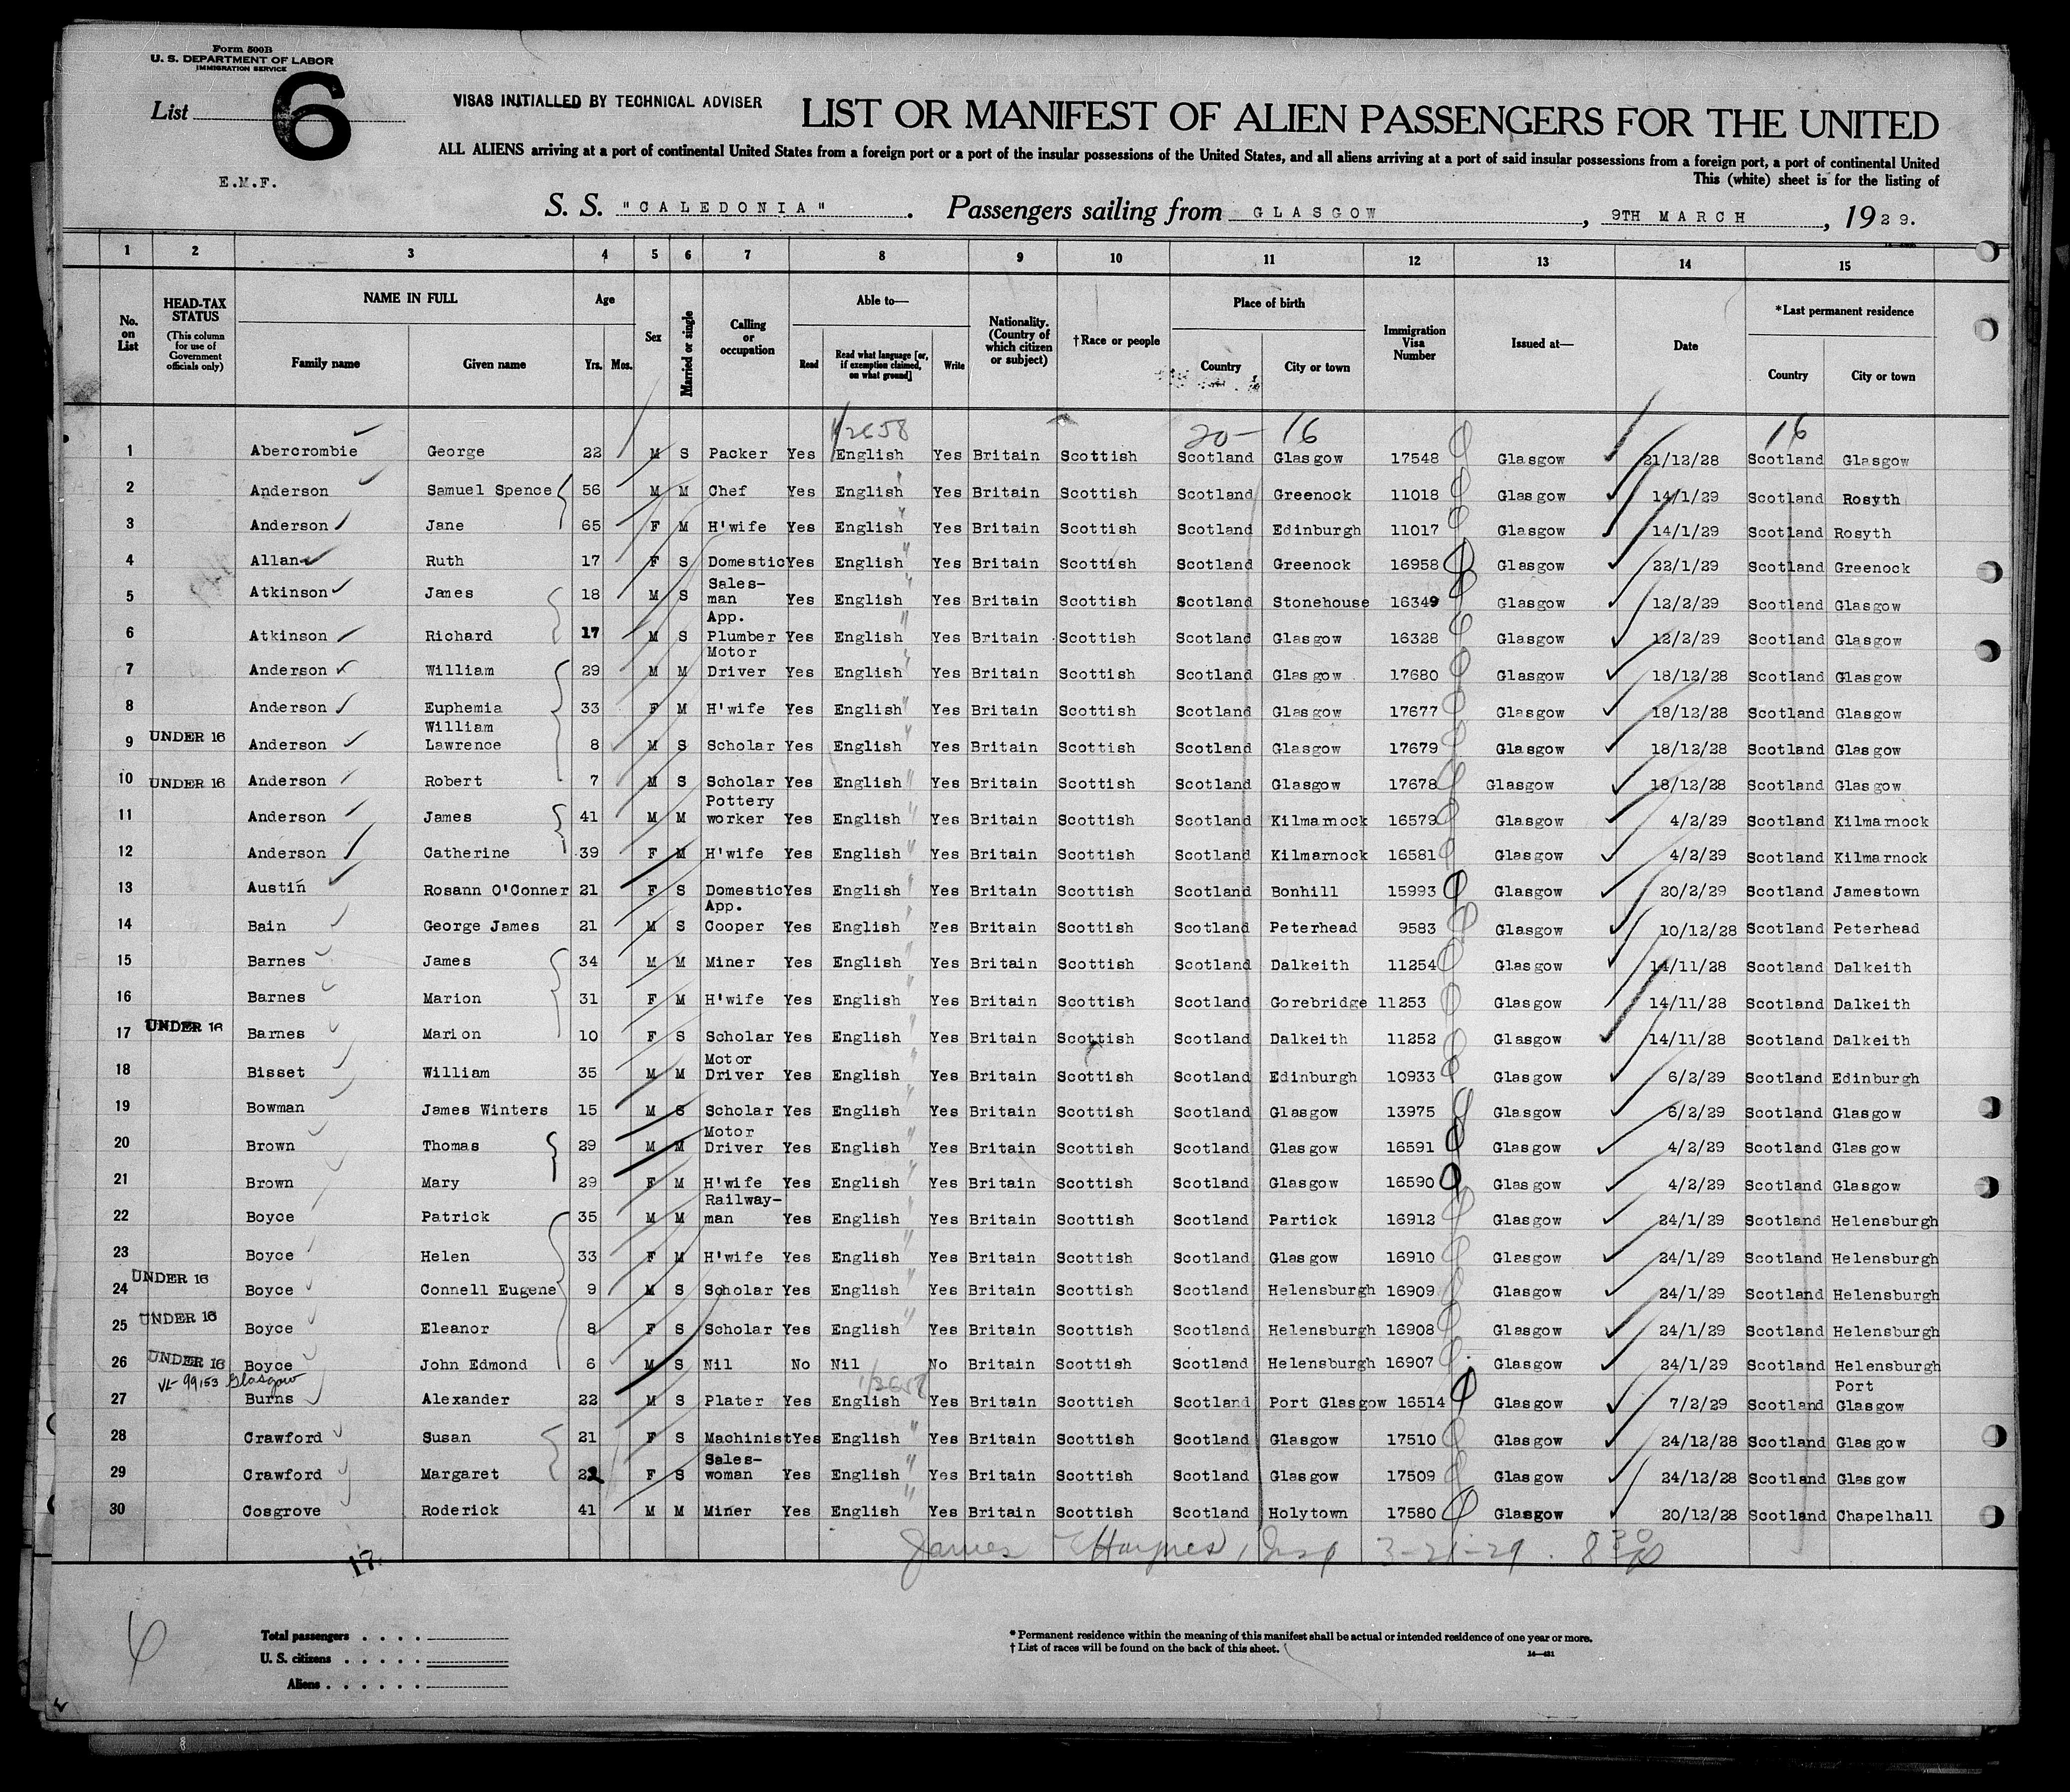 Form 500B
U. S. DEPARTMENT OF LABOR
IMMIGRATION SERVICE
List 6
VISAS INITIALLED BY TECHNICAL ADVISER
LIST OR MANIFEST OF ALIEN PASSENGERS FOR THE UNITED
ALL ALIENS arriving at a port of continental United States from a foreign port or a port of the insular possessions of the United States, and all aliens arriving at a port of said insular possessions from a foreign port, a port of continental United
This (white) sheet is for the listing of
E.M.F.
S. S. "CALEDONIA". Passengers sailing from GLASGOW, 9TH MARCH, 1929.
1 2 3 4 5 6 7 8 9 10 11 12 13 14 15
No. on List HEAD-TAX STATUS (This column for use of Government officials only) NAME IN FULL Family name Given name Age Yrs. Mos. Sex Married or single Calling or occupation Able to— Read Read what language [or, if exemption claimed, on what ground] Write Nationality. (Country of which citizen or subject) †Race or people Place of birth Country City or town Immigration Visa Number Issued at— Date *Last permanent residence Country City or town
20- 16 16
1 Abercrombie George 22 M S Packer Yes English Yes Britain Scottish Scotland Glasgow 17548 Glasgow 21/12/28 Scotland Glasgow
2 Anderson Samuel Spence 56 M M Chef Yes English Yes Britain Scottish Scotland Greenock 11018 Glasgow 14/1/29 Scotland Rosyth
3 Anderson Jane 65 F M H'wife Yes English Yes Britain Scottish Scotland Edinburgh 11017 Glasgow 14/1/29 Scotland Rosyth
4 Allan Ruth 17 F S Domestic Yes English Yes Britain Scottish Scotland Greenock 16958 Glasgow 22/1/29 Scotland Greenock
5 Atkinson James 18 M S Sales-man Yes English Yes Britain Scottish Scotland Stonehouse 16349 Glasgow 12/2/29 Scotland Glasgow
6 Atkinson Richard 17 M S App. Plumber Yes English Yes Britain Scottish Scotland Glasgow 16328 Glasgow 12/2/29 Scotland Glasgow
7 Anderson William 29 M M Motor Driver Yes English Yes Britain Scottish Scotland Glasgow 17680 Glasgow 18/12/28 Scotland Glasgow
8 Anderson Euphemia 33 F M H'wife Yes English Yes Britain Scottish Scotland Glasgow 17677 Glasgow 18/12/28 Scotland Glasgow
9 UNDER 16 Anderson William Lawrence 8 M S Scholar Yes English Yes Britain Scottish Scotland Glasgow 17679 Glasgow 18/12/28 Scotland Glasgow
10 UNDER 16 Anderson Robert 7 M S Scholar Yes English Yes Britain Scottish Scotland Glasgow 17678 Glasgow 18/12/28 Scotland Glasgow
11 Anderson James 41 M M Pottery worker Yes English Yes Britain Scottish Scotland Kilmarnock 16579 Glasgow 4/2/29 Scotland Kilmarnock
12 Anderson Catherine 39 F M H'wife Yes English Yes Britain Scottish Scotland Kilmarnock 16581 Glasgow 4/2/29 Scotland Kilmarnock
13 Austin Rosann O'Conner 21 F S Domestic Yes English Yes Britain Scottish Scotland Bonhill 15993 Glasgow 20/2/29 Scotland Jamestown
14 Bain George James 21 M S App. Cooper Yes English Yes Britain Scottish Scotland Peterhead 9583 Glasgow 10/12/28 Scotland Peterhead
15 Barnes James 34 M M Miner Yes English Yes Britain Scottish Scotland Dalkeith 11254 Glasgow 14/11/28 Scotland Dalkeith
16 Barnes Marion 31 F M H'wife Yes English Yes Britain Scottish Scotland Gorebridge 11253 Glasgow 14/11/28 Scotland Dalkeith
17 UNDER 16 Barnes Marion 10 F S Scholar Yes English Yes Britain Scottish Scotland Dalkeith 11252 Glasgow 14/11/28 Scotland Dalkeith
18 Bisset William 35 M M Motor Driver Yes English Yes Britain Scottish Scotland Edinburgh 10933 Glasgow 6/2/29 Scotland Edinburgh
19 Bowman James Winters 15 M S Scholar Yes English Yes Britain Scottish Scotland Glasgow 13975 Glasgow 6/2/29 Scotland Glasgow
20 Brown Thomas 29 M M Motor Driver Yes English Yes Britain Scottish Scotland Glasgow 16591 Glasgow 4/2/29 Scotland Glasgow
21 Brown Mary 29 F M H'wife Yes English Yes Britain Scottish Scotland Glasgow 16590 Glasgow 4/2/29 Scotland Glasgow
22 Boyce Patrick 35 M M Railway-man Yes English Yes Britain Scottish Scotland Partick 16912 Glasgow 24/1/29 Scotland Helensburgh
23 Boyce Helen 33 F M H'wife Yes English Yes Britain Scottish Scotland Glasgow 16910 Glasgow 24/1/29 Scotland Helensburgh
24 UNDER 16 Boyce Connell Eugene 9 M S Scholar Yes English Yes Britain Scottish Scotland Helensburgh 16909 Glasgow 24/1/29 Scotland Helensburgh
25 UNDER 16 Boyce Eleanor 8 F S Scholar Yes English Yes Britain Scottish Scotland Helensburgh 16908 Glasgow 24/1/29 Scotland Helensburgh
26 UNDER 16 Boyce John Edmond 6 M S Nil No Nil No Britain Scottish Scotland Helensburgh 16907 Glasgow 24/1/29 Scotland Helensburgh
VL-99153 Glasgow
27 Burns Alexander 22 M S Plater Yes English Yes Britain Scottish Scotland Port Glasgow 16514 Glasgow 7/2/29 Scotland Port Glasgow
28 Crawford Susan 21 F S Machinist Yes English Yes Britain Scottish Scotland Glasgow 17510 Glasgow 24/12/28 Scotland Glasgow
29 Crawford Margaret 22 F S Sales-woman Yes English Yes Britain Scottish Scotland Glasgow 17509 Glasgow 24/12/28 Scotland Glasgow
30 Cosgrove Roderick 41 M M Miner Yes English Yes Britain Scottish Scotland Holytown 17580 Glasgow 20/12/28 Scotland Chapelhall
James Haynes, Insp 3-21-29. 8 30
17.
6
Total passengers
U. S. citizens
Aliens
* Permanent residence within the meaning of this manifest shall be actual or intended residence of one year or more.
† List of races will be found on the back of this sheet.
14—421